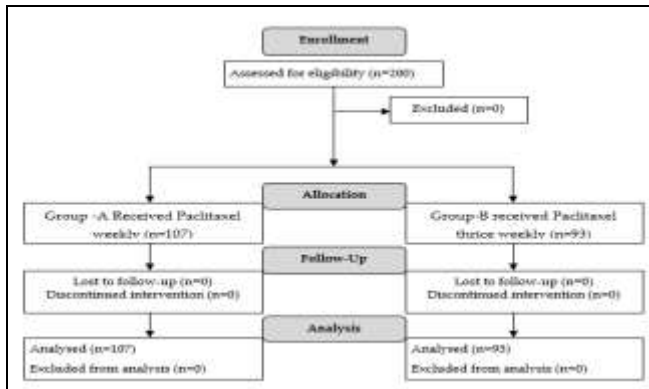 Enrollment
Assessed for eligibility (n=200)
Excluded (n=0)
Allocation
Group -A Received Paclitaxel
weekly (n=107)
Group-B received Paclitaxel
thrice weekly (n=93)
Follow-Up
Lost to follow-up (n=0)
Discontinued intervention (n=0)
Lost to follow-up (n=0)
Discontinued intervention (n=0)
Analysis
Analysed (n=107)
Excluded from analysis (n=0)
Analysed (n=93)
Excluded from analysis (n=0)